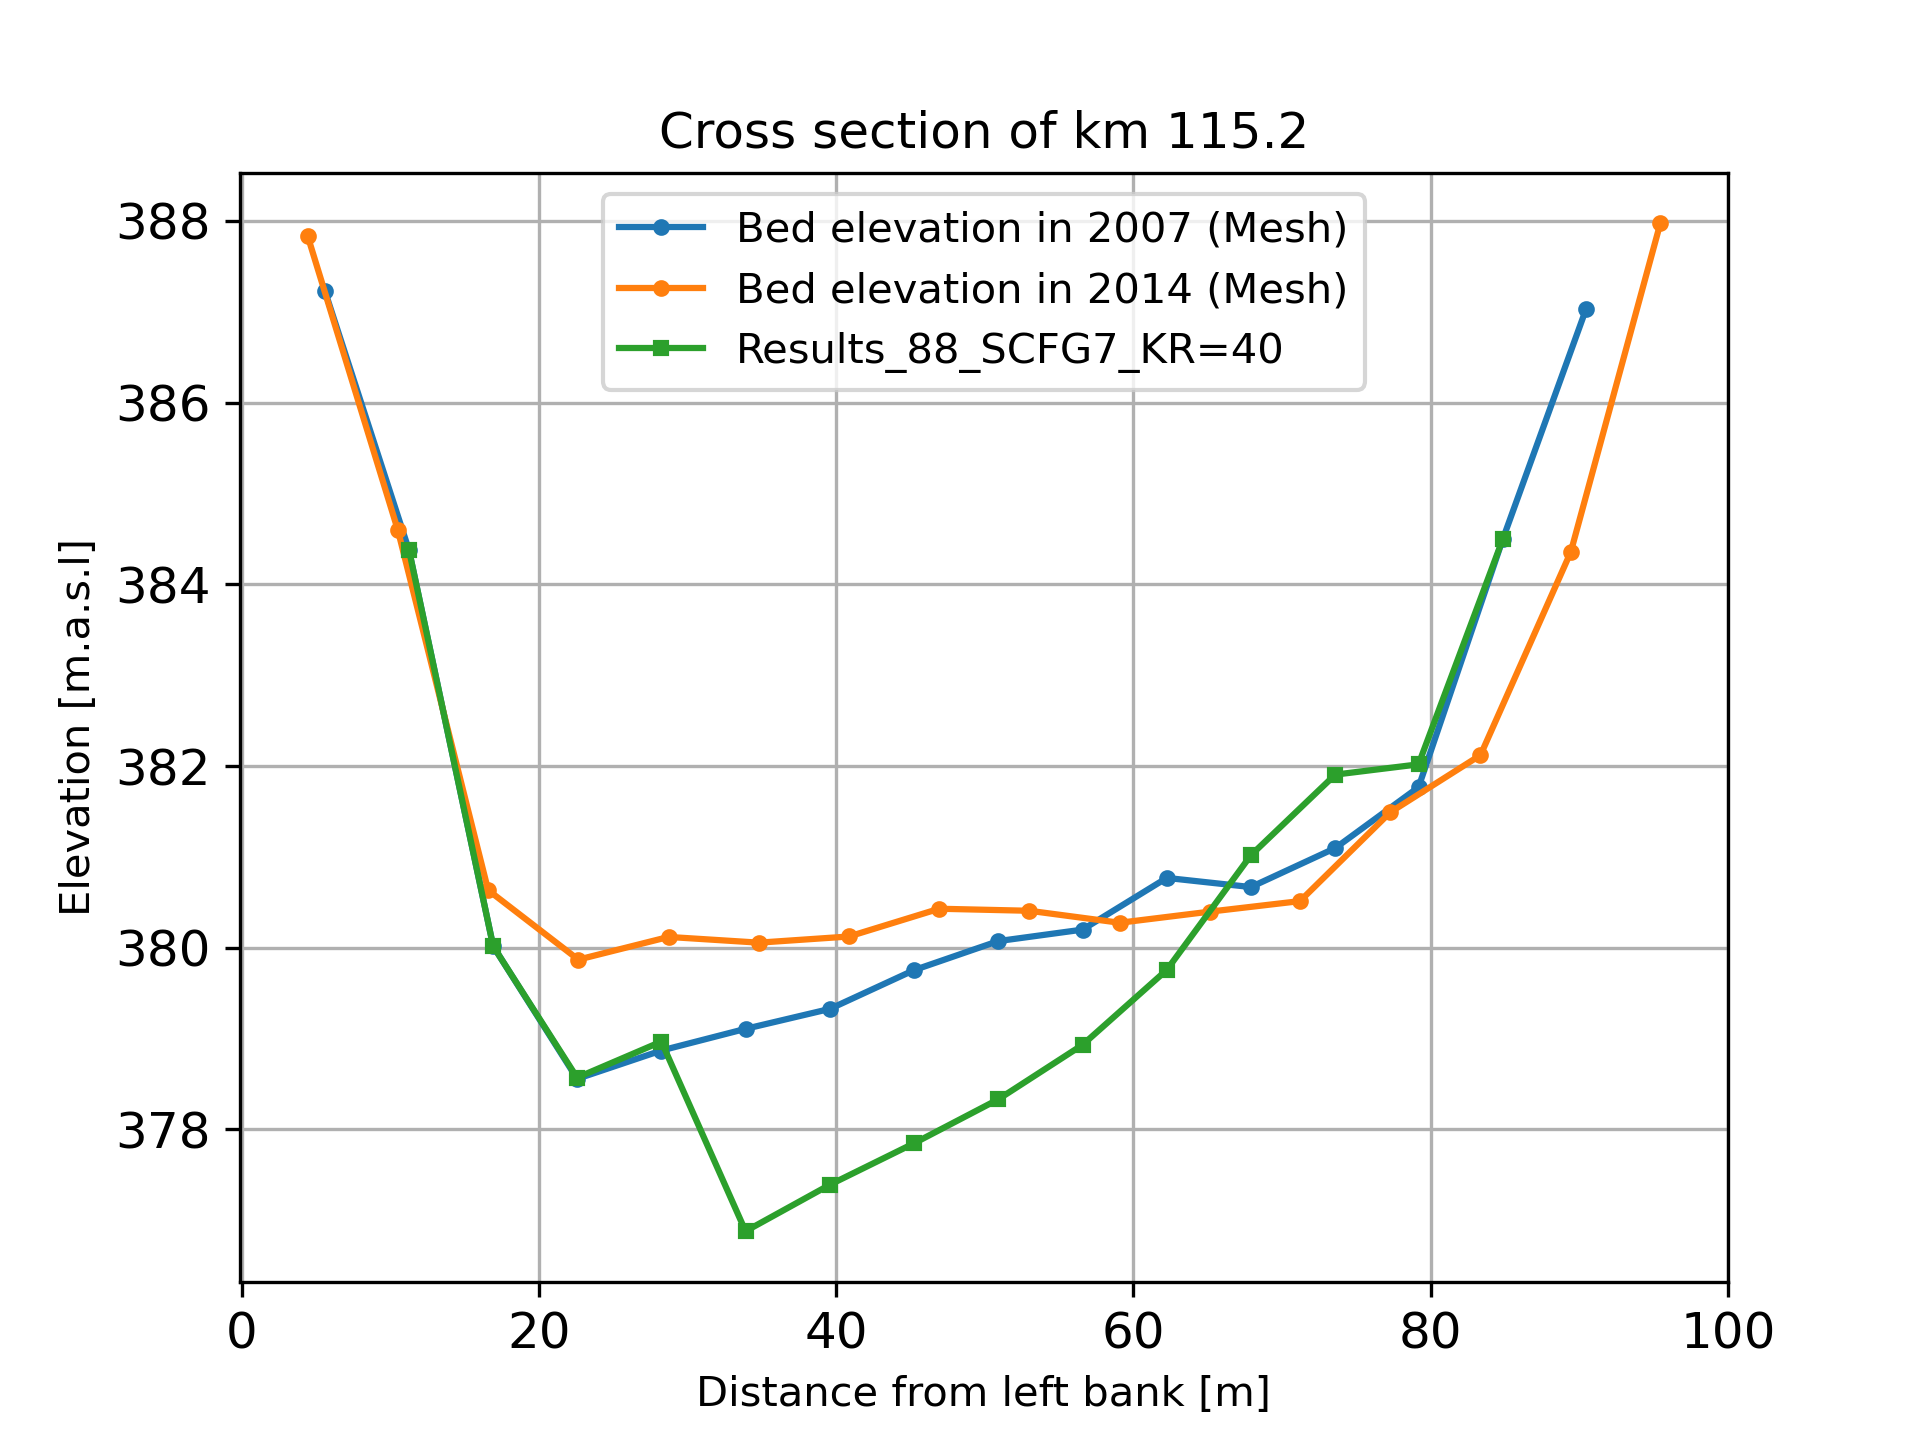 Cross section of km 115.2
Bed elevation in 2007 (Mesh)
Bed elevation in 2014 (Mesh)
Results_88_SCFG7_KR=40
388
386
384
382
380
378
Elevation [m.a.s.l]
0 20 40 60 80 100
Distance from left bank [m]